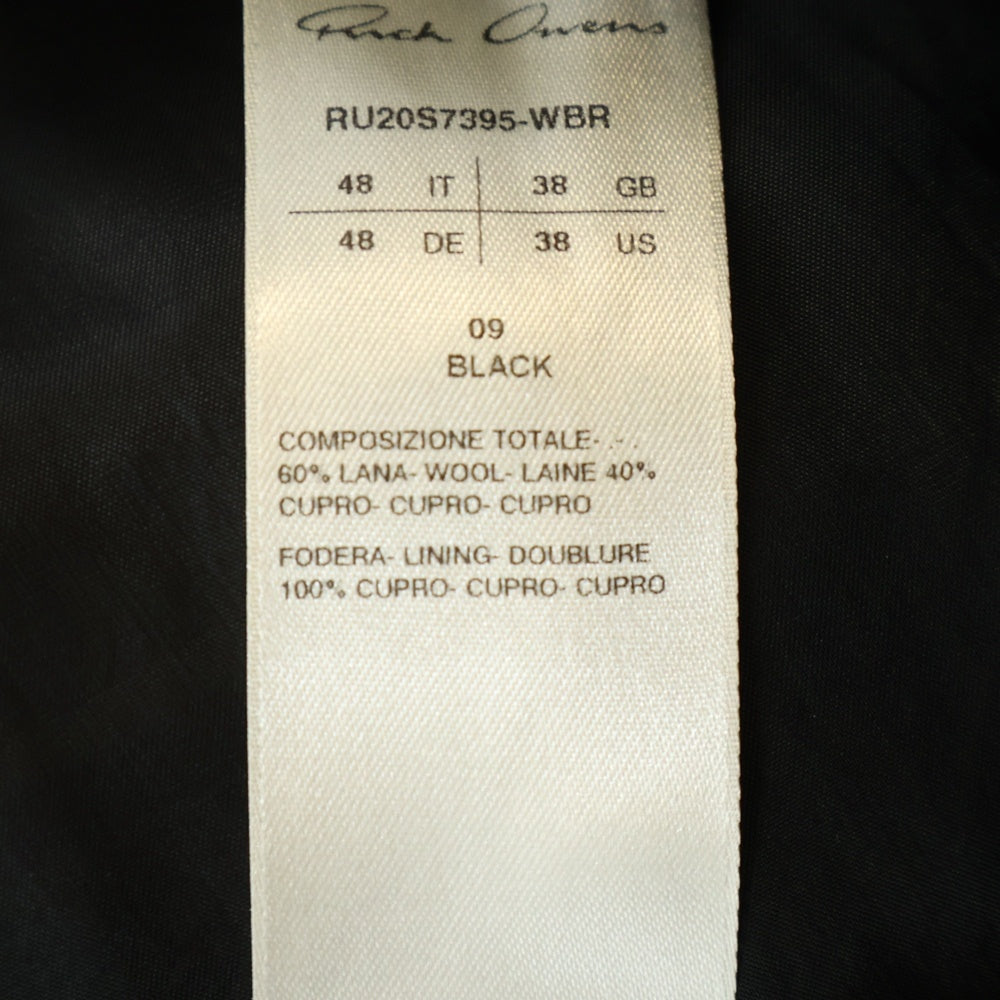 Rick Owens
RU20S7395-WBR
48 IT 38 GB
48 DE 38 US
09
BLACK
COMPOSIZIONE TOTALE- .- .
60% LANA- WOOL- LAINE 40%
CUPRO- CUPRO- CUPRO
FODERA- LINING- DOUBLURE
100% CUPRO- CUPRO- CUPRO